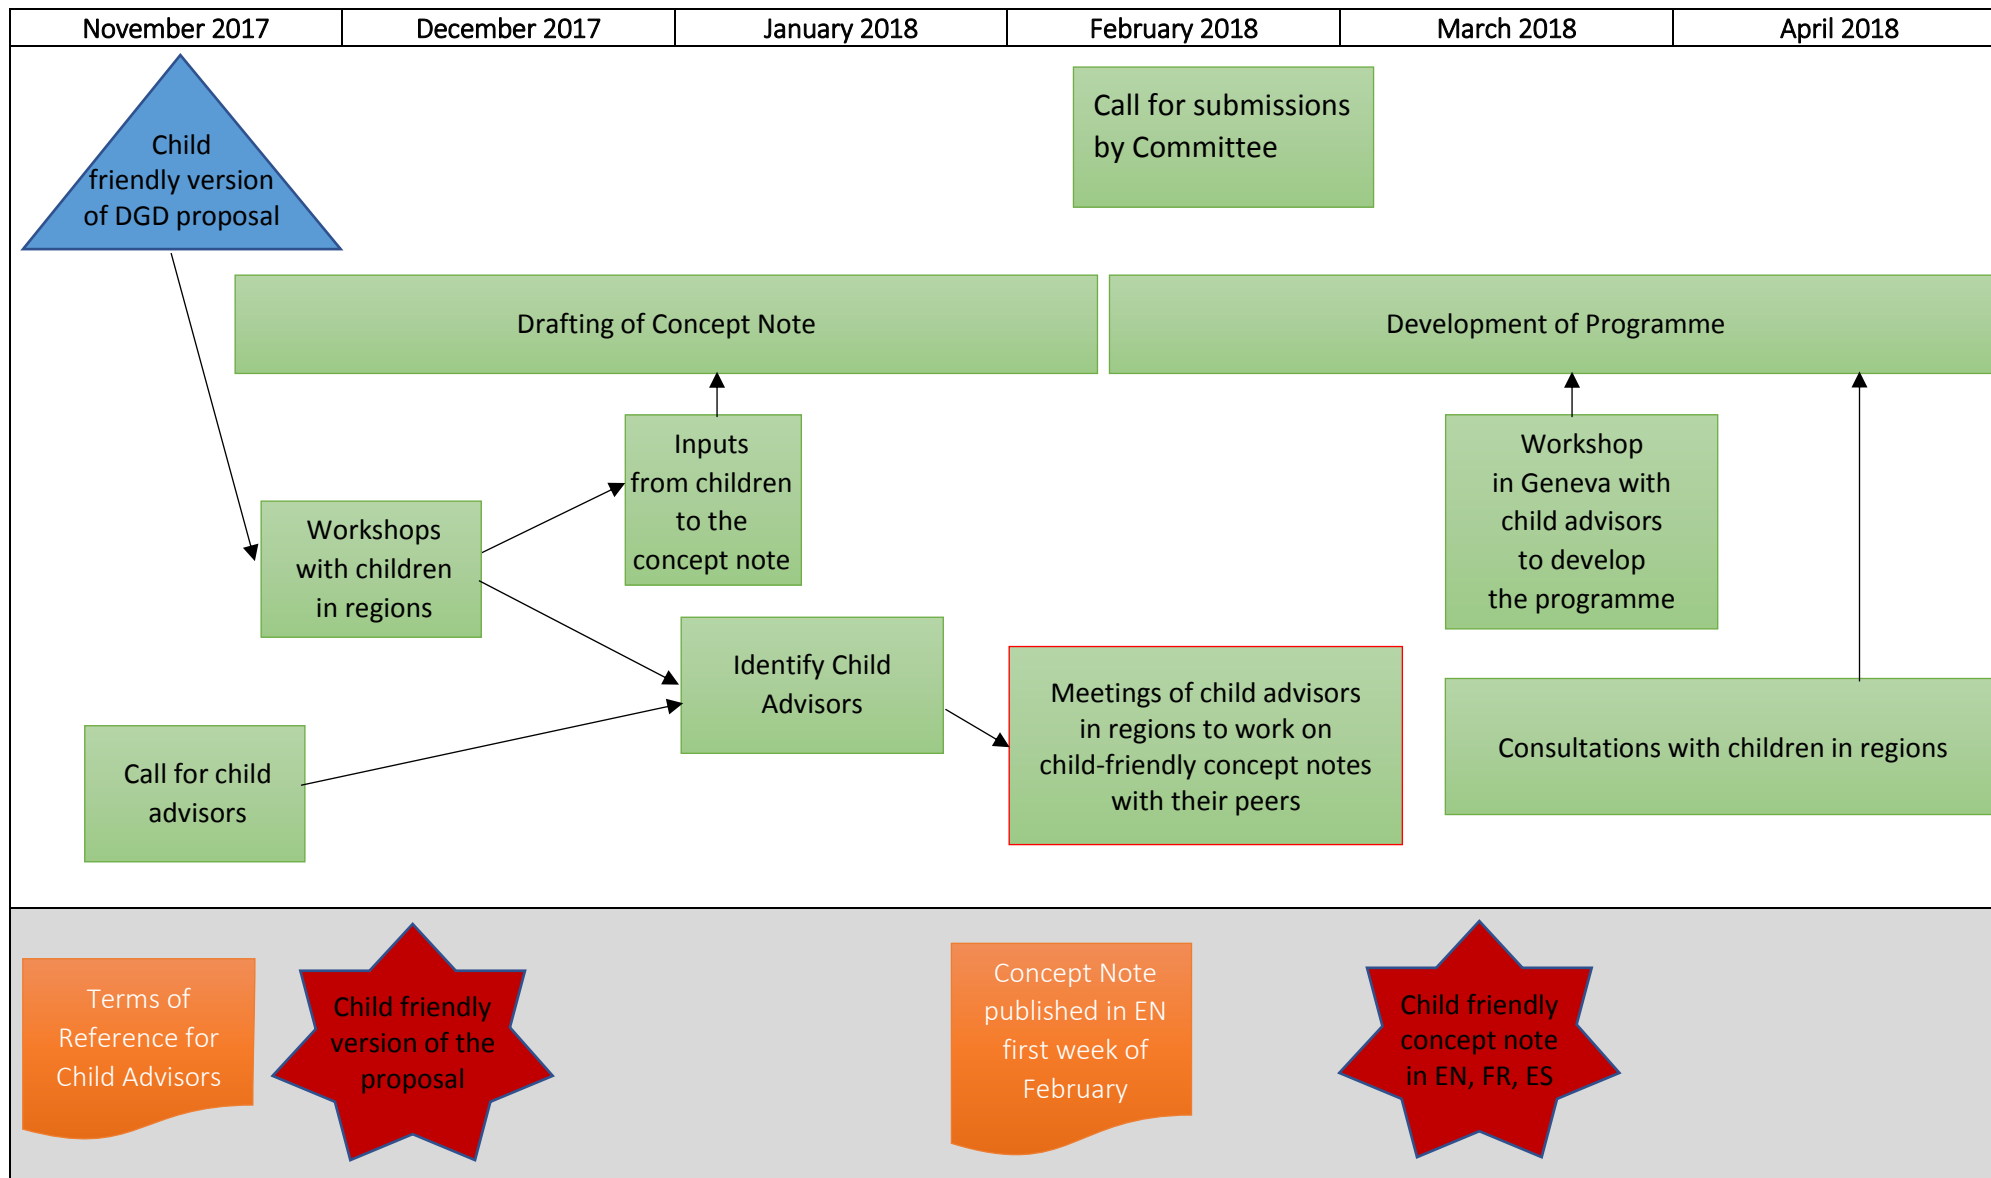 November 2017
December 2017
January 2018
February 2018
March 2018
April 2018
Child
friendly version
of DGD proposal
Call for submissions
by Committee
Drafting of Concept Note
Development of Programme
Inputs
from children
to the
concept note
Workshop
in Geneva with
child advisors
to develop
the programme
Workshops
with children
in regions
Identify Child
Advisors
Meetings of child advisors
in regions to work on
child-friendly concept notes
with their peers
Consultations with children in regions
Call for child
advisors
Terms of
Reference for
Child Advisors
Child friendly
version of the
proposal
Concept Note
published in EN
first week of
February
Child friendly
concept note
in EN, FR, ES